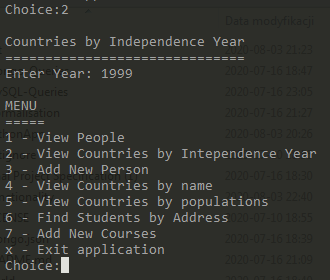 Choice:2
Data modyfikacji
Countries by Independence Year
==============================
Enter Year: 1999
MENU
=====
1 - View People
2 - View Countries by Intependence Year
3 - Add New Person
4 - View Countries by name
5 - View Countries by populations
6 - Find Students by Address
7 - Add New Courses
x - Exit application
Choice: